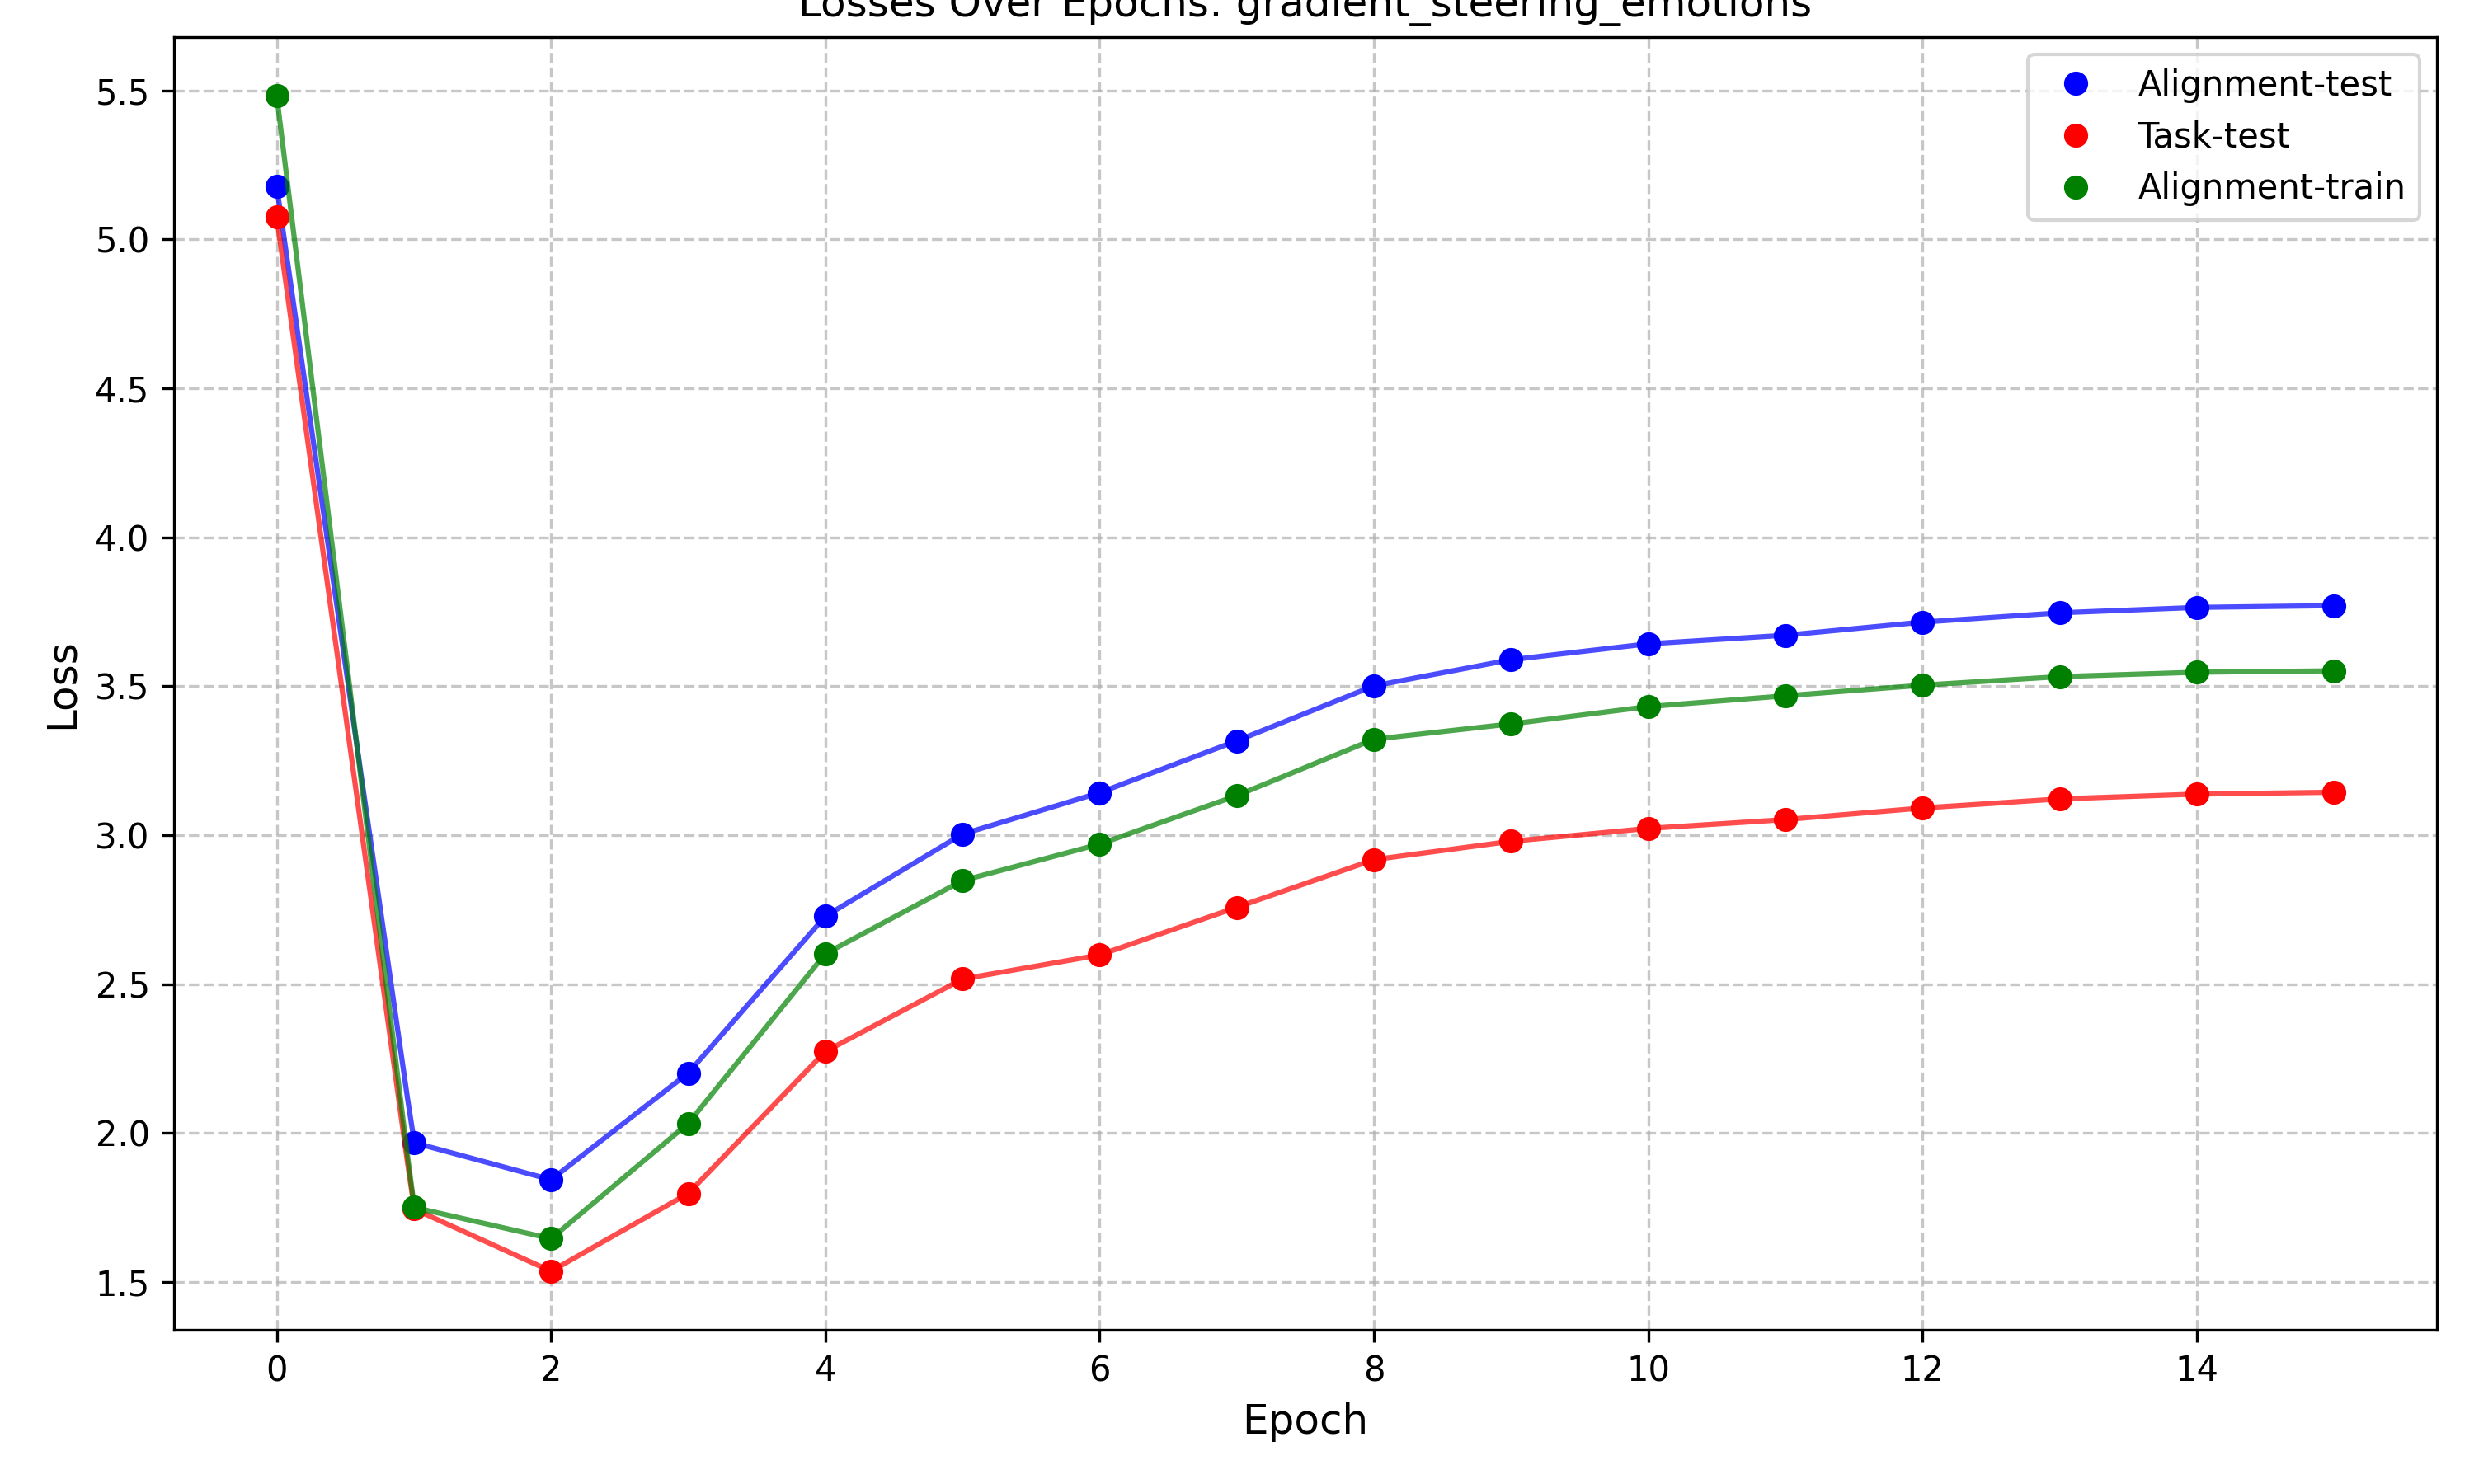 Losses Over Epochs: gradient_steering_emotions
5.5
5.0
4.5
4.0
3.5
3.0
2.5
2.0
1.5
Loss
Alignment-test
Task-test
Alignment-train
0 2 4 6 8 10 12 14
Epoch